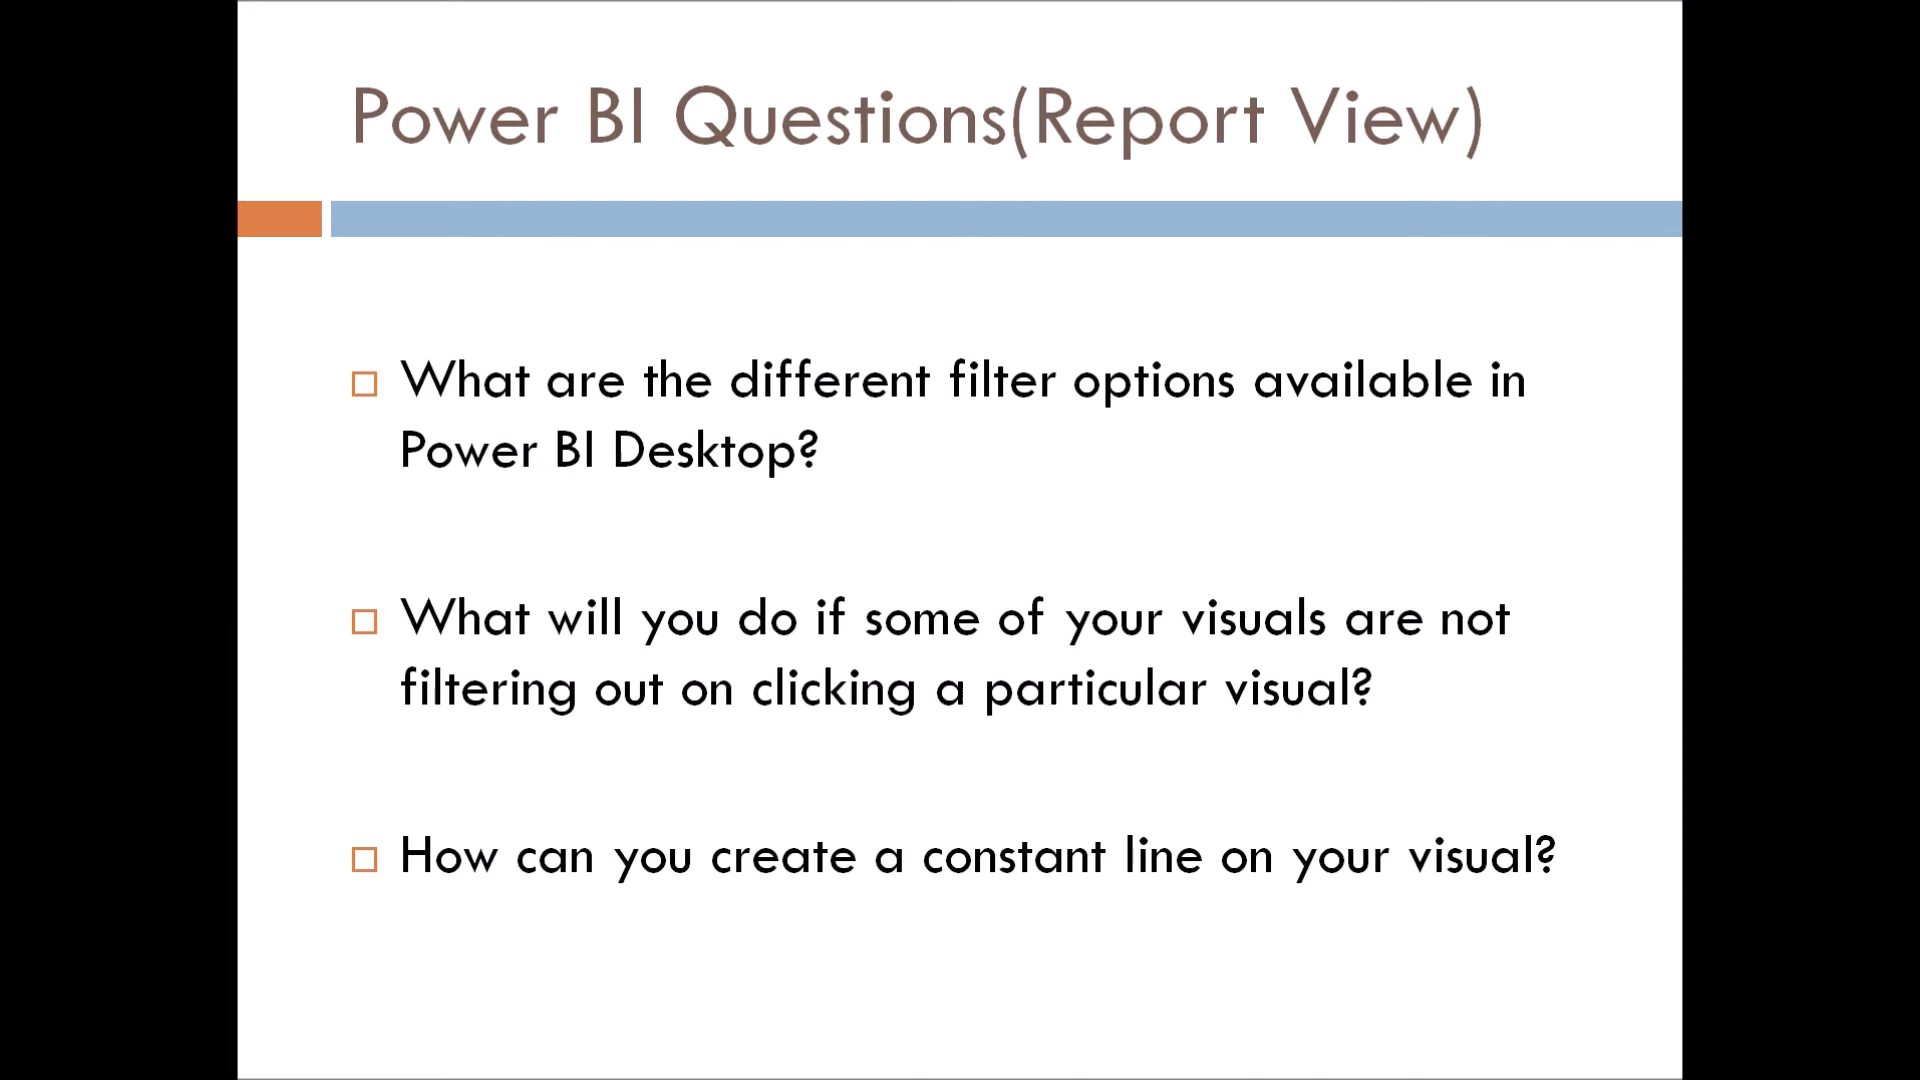 Power BI Questions(Report View)
What are the different filter options available in
Power BI Desktop?
What will you do if some of your visuals are not
filtering out on clicking a particular visual?
How can you create a constant line on your visual?